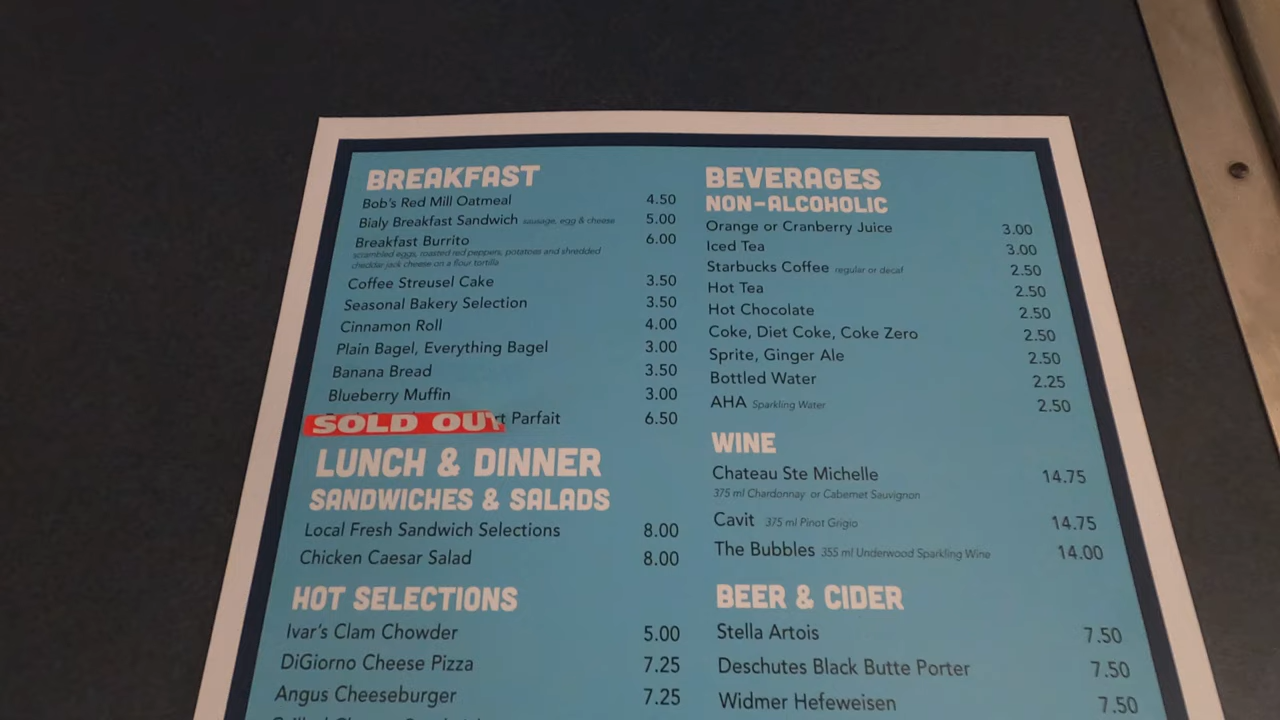 BREAKFAST
Bob's Red Mill Oatmeal 4.50
Bialy Breakfast Sandwich sausage, egg & cheese 5.00
Breakfast Burrito 6.00
scrambled eggs, roasted red peppers, potatoes and shredded
cheddar jack cheese on a flour tortilla
Coffee Streusel Cake 3.50
Seasonal Bakery Selection 3.50
Cinnamon Roll 4.00
Plain Bagel, Everything Bagel 3.00
Banana Bread 3.50
Blueberry Muffin 3.00
SOLD OUT Parfait 6.50
LUNCH & DINNER
SANDWICHES & SALADS
Local Fresh Sandwich Selections 8.00
Chicken Caesar Salad 8.00
HOT SELECTIONS
Ivar's Clam Chowder 5.00
DiGiorno Cheese Pizza 7.25
Angus Cheeseburger 7.25
BEVERAGES
NON-ALCOHOLIC
Orange or Cranberry Juice 3.00
Iced Tea 3.00
Starbucks Coffee regular or decaf 2.50
Hot Tea 2.50
Hot Chocolate 2.50
Coke, Diet Coke, Coke Zero 2.50
Sprite, Ginger Ale 2.50
Bottled Water 2.25
AHA Sparkling Water 2.50
WINE
Chateau Ste Michelle 14.75
375 ml Chardonnay or Cabernet Sauvignon
Cavit 375 ml Pinot Grigio 14.75
The Bubbles 355 ml Underwood Sparkling Wine 14.00
BEER & CIDER
Stella Artois 7.50
Deschutes Black Butte Porter 7.50
Widmer Hefeweisen 7.50